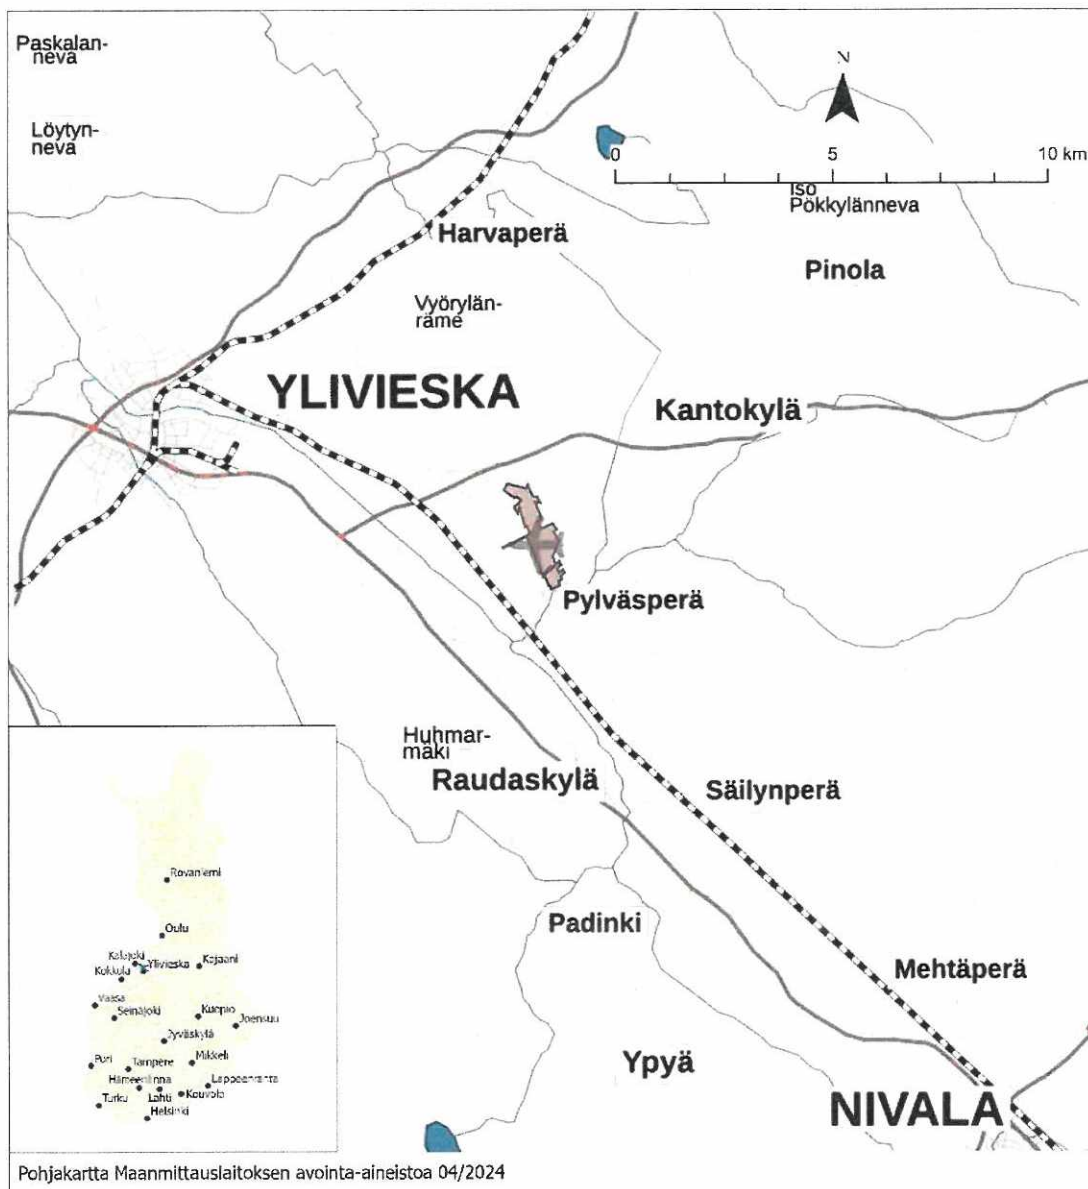 Paskalan-
neva
N
Löytyn-
neva
0
5
10 km
Iso
Pökkylänneva
Harvaperä
Pinola
Vyörylän-
räme
YLIVIESKA
Kantokylä
Pylväsperä
Huhmar-
mäki
Raudaskylä
Säilynperä
Padinki
Mehtäperä
Ypyä
NIVALA
Rovaniemi
Oulu
Kalajoki
Ylivieska
Kajaani
Kokkola
Vaasa
Seinäjoki
Kuopio
Joensuu
Jyväskylä
Pori
Tampere
Mikkeli
Hämeenlinna
Lappeenranta
Turku
Lahti
Kouvola
Helsinki
Pohjakartta Maanmittauslaitoksen avointa-aineistoa 04/2024